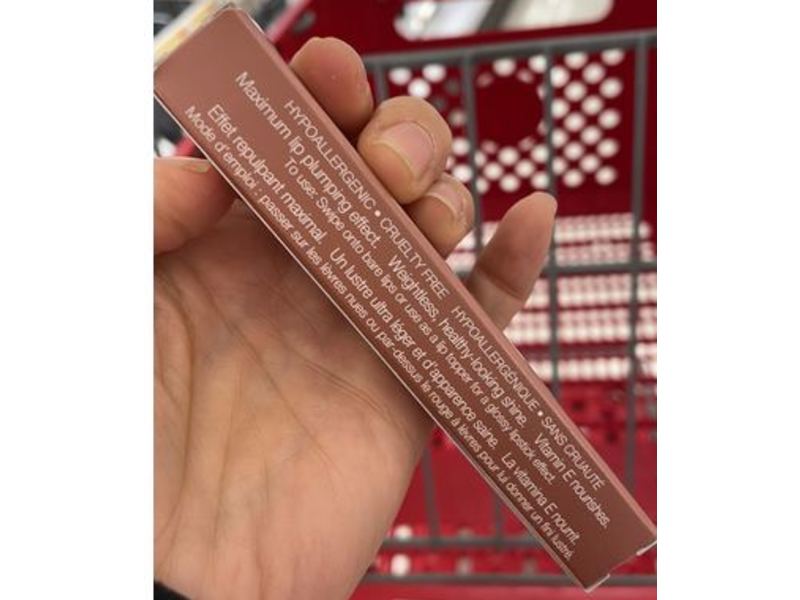 HYPOALLERGENIC • CRUELTY FREE HYPOALLERGÉNIQUE • SANS CRUAUTÉ
Maximum lip plumping effect. Weightless, healthy-looking shine. Vitamin E nourishes.
To use: Swipe onto bare lips or use as a lip topper for a glossy lipstick effect.
Effet repulpant maximal. Un lustre ultra léger et d'apparence saine. La vitamina E nourrit.
Mode d'emploi : passer sur les lèvres nues ou par-dessus le rouge à lèvres pour lui donner un fini lustré.